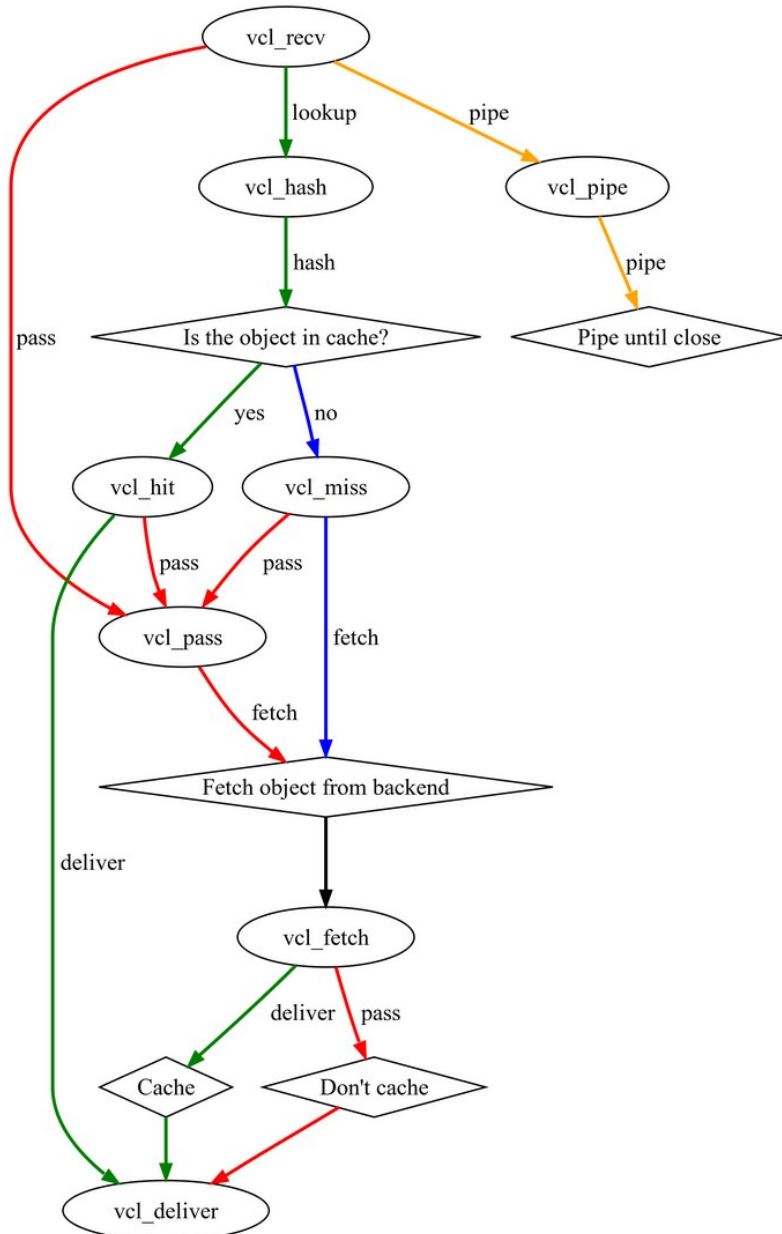 vcl_recv
lookup
pipe
vcl_hash
vcl_pipe
hash
pipe
pass
Is the object in cache?
Pipe until close
yes
no
vcl_hit
vcl_miss
pass
pass
vcl_pass
fetch
fetch
Fetch object from backend
deliver
vcl_fetch
deliver
pass
Cache
Don't cache
vcl_deliver